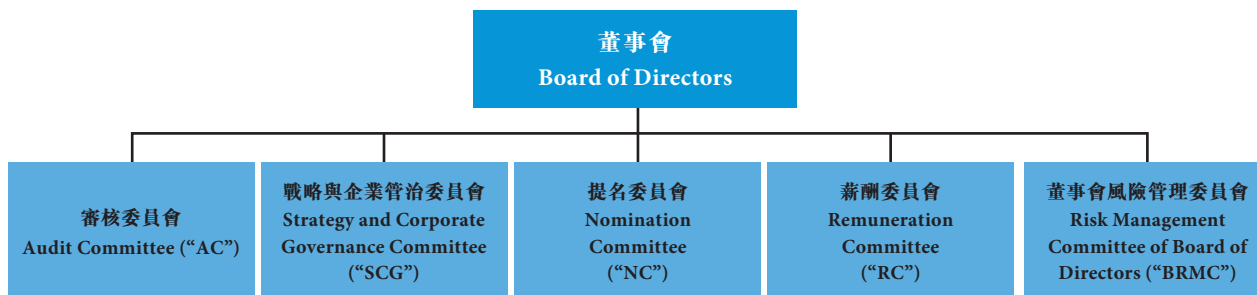 董事會
Board of Directors
審核委員會
Audit Committee (“AC”)
戰略與企業管治委員會
Strategy and Corporate
Governance Committee
(“SCG”)
提名委員會
Nomination
Committee
(“NC”)
薪酬委員會
Remuneration
Committee
(“RC”)
董事會風險管理委員會
Risk Management
Committee of Board of
Directors (“BRMC”)